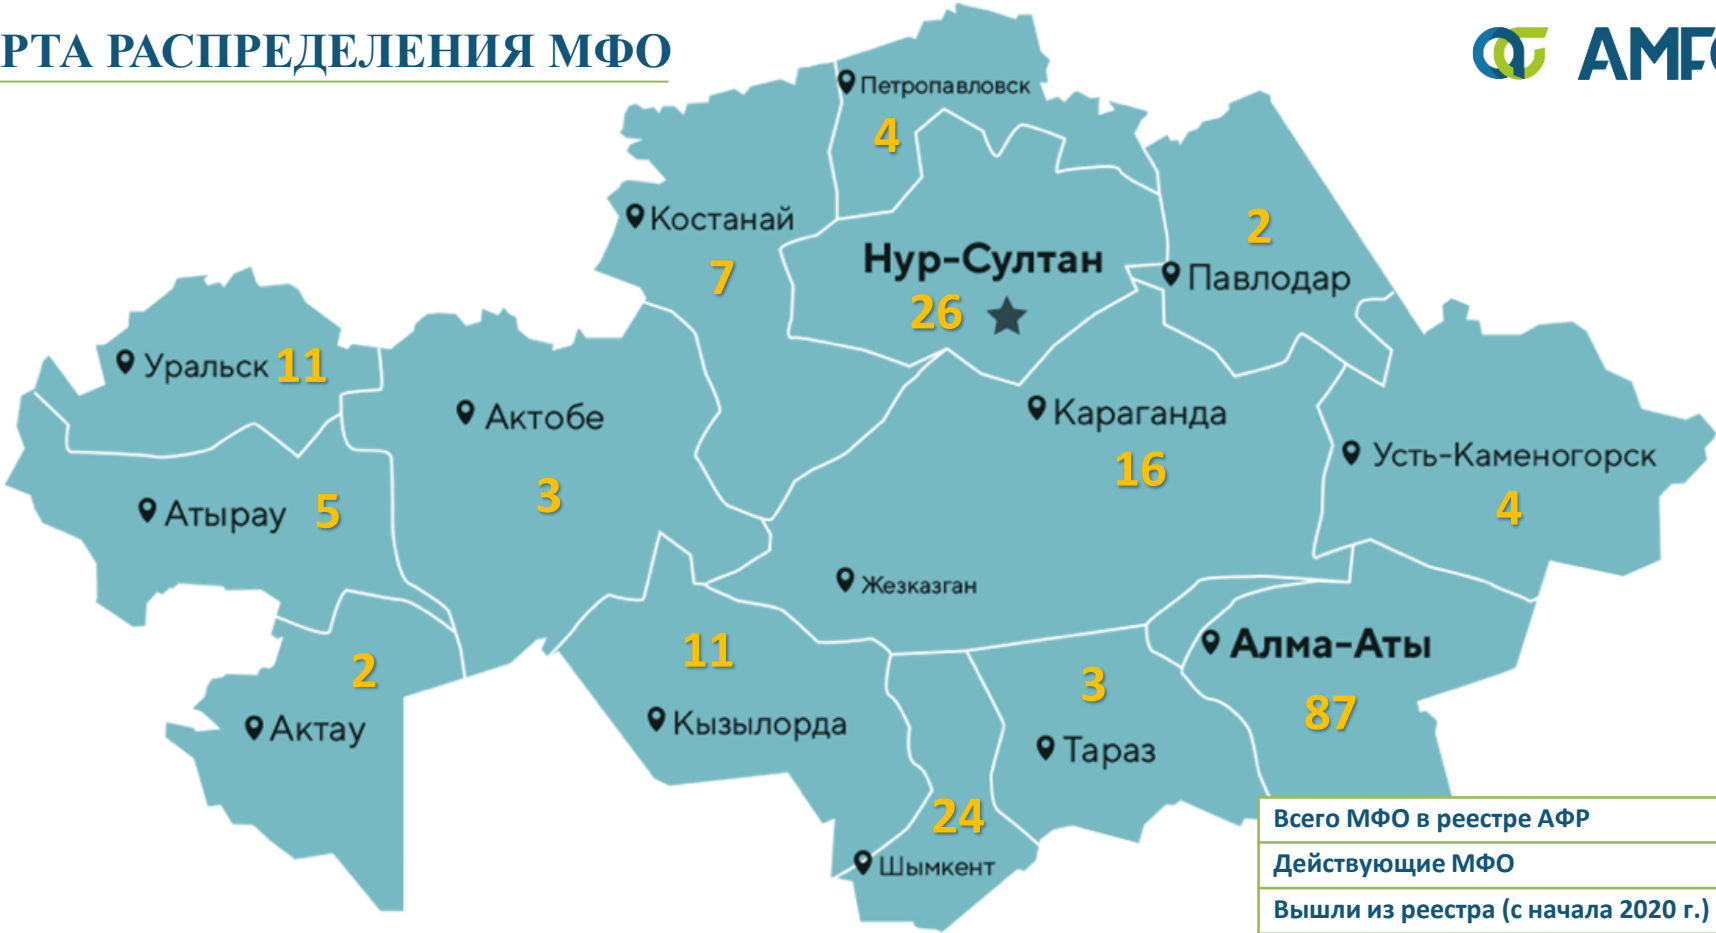 РТА РАСПРЕДЕЛЕНИЯ МФО
АМГО
Петропавловск
4
Костанай
7
Нур-Султан
26
2
Павлодар
Уральск 11
Актобе
3
Караганда
16
Усть-Каменогорск
4
Атырау 5
Жезказган
2
Актау
11
Кызылорда
3
Тараз
Алма-Аты
87
24
Шымкент
Всего МФО в реестре АФР
Действующие МФО
Вышли из реестра (с начала 2020 г.)